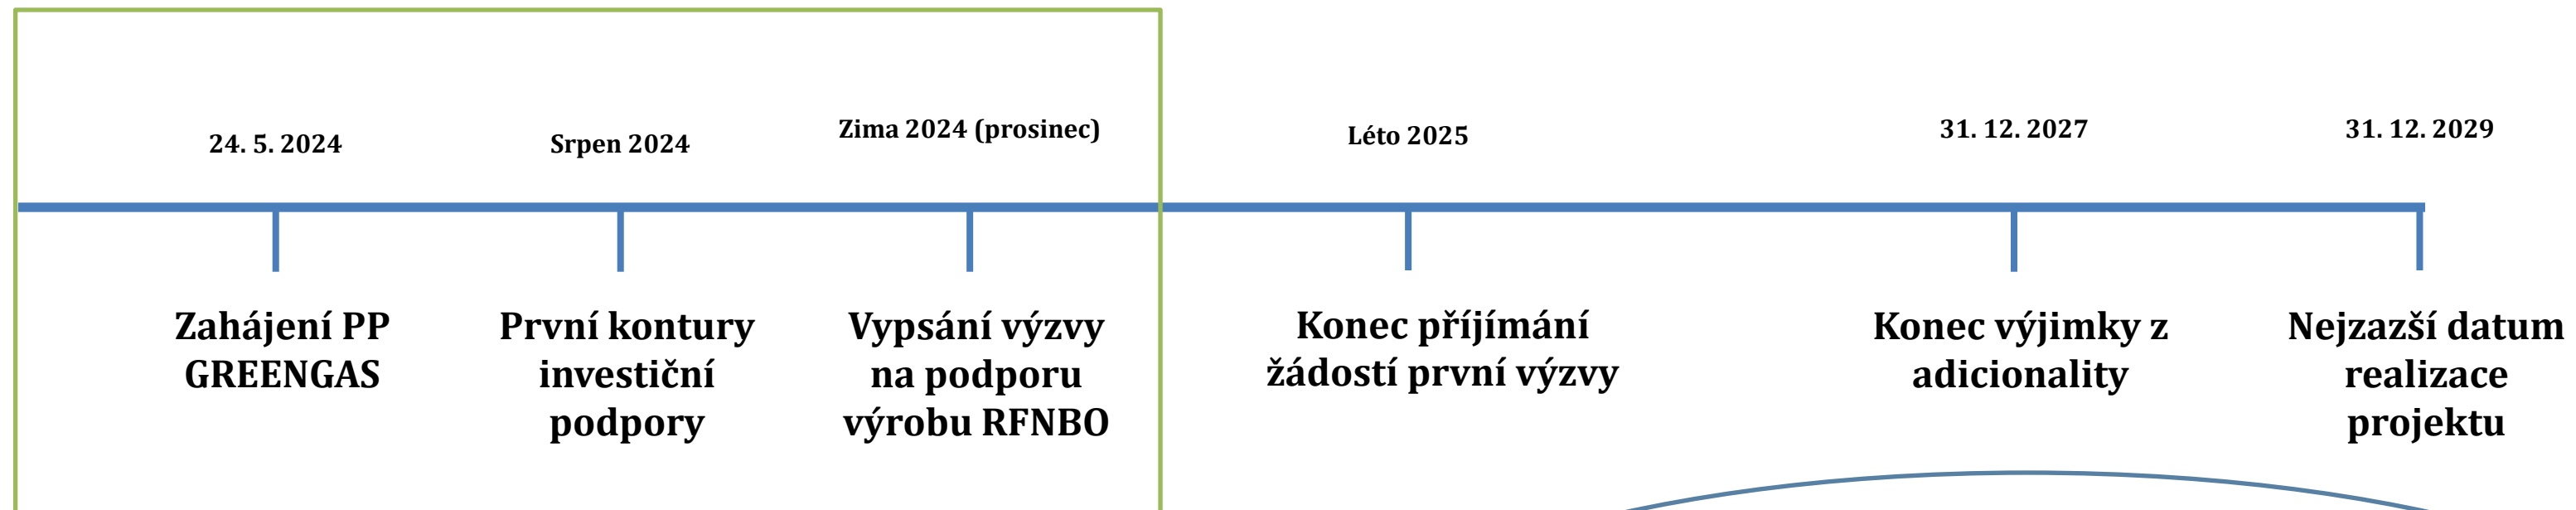 24. 5. 2024
Srpen 2024
Zima 2024 (prosinec)
Léto 2025
31. 12. 2027
31. 12. 2029
Zahájení PP
GREENGAS
První kontury
investiční
podpory
Vypsání výzvy
na podporu
výrobu RFNBO
Konec příjímání
žádostí první výzvy
Konec výjimky z
adicionality
Nejzazší datum
realizace
projektu